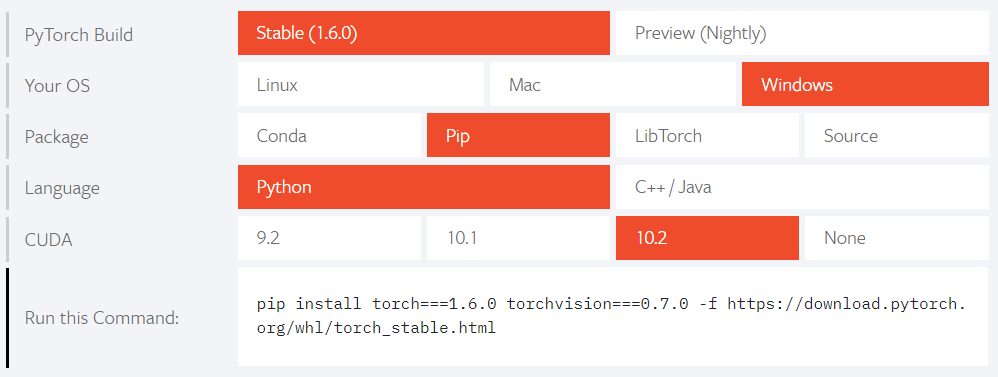 PyTorch Build Stable (1.6.0) Preview (Nightly)
Your OS Linux Mac Windows
Package Conda Pip LibTorch Source
Language Python C++ / Java
CUDA 9.2 10.1 10.2 None
Run this Command:
pip install torch===1.6.0 torchvision===0.7.0 -f https://download.pytorch.
org/whl/torch_stable.html